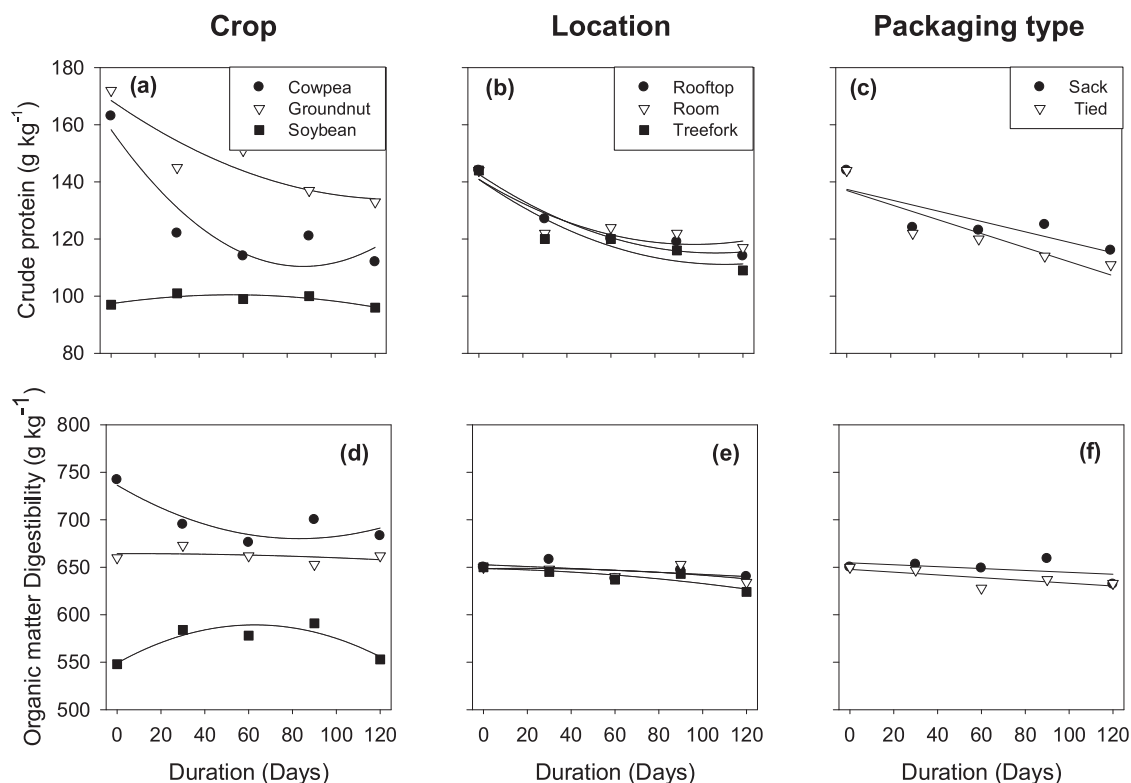 Crop
Location
Packaging type
Crude protein (g kg⁻¹)
180
160
140
120
100
80
(a)
Cowpea
Groundnut
Soybean
(b)
Rooftop
Room
Treefork
(c)
Sack
Tied
Organic matter Digestibility (g kg⁻¹)
800
750
700
650
600
550
500
(d)
(e)
(f)
0 20 40 60 80 100 120
0 20 40 60 80 100 120
0 20 40 60 80 100 120
Duration (Days)
Duration (Days)
Duration (Days)